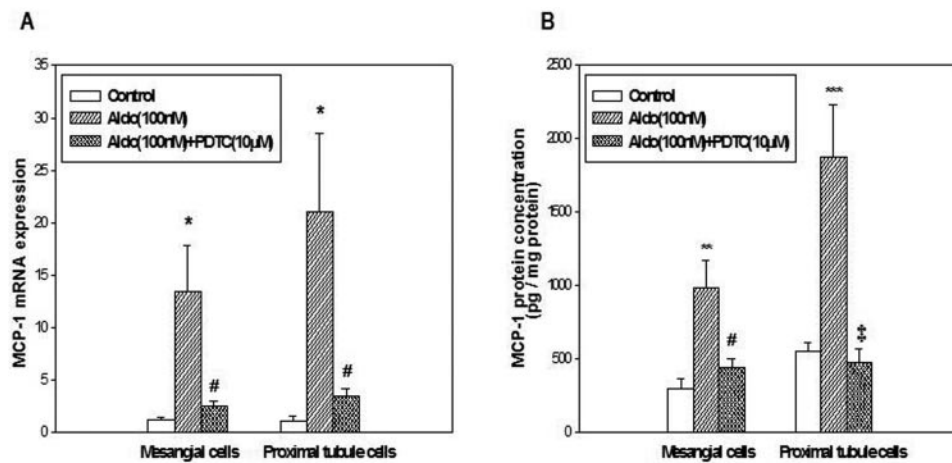 A
MCP-1 mRNA expression
35
30
25
20
15
10
5
0
Control
Aldo(100nM)
Aldo(100nM)+PDTC(10μM)
*
#
*
#
Mesangial cells
Proximal tubule cells
B
MCP-1 protein concentration
(pg / mg protein)
2500
2000
1500
1000
500
0
Control
Aldo(100nM)
Aldo(100nM)+PDTC(10μM)
**
#
***
‡
Mesangial cells
Proximal tubule cells